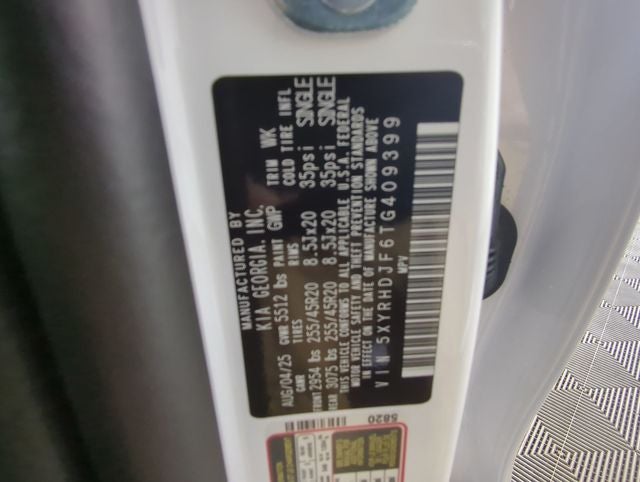 MANUFACTURED BY
KIA GEORGIA, INC.
AUG/04/25 GVWR 5512 lbs PAINT GWP TRIM WK
GAWR TIRES RIMS COLD TIRE INFL
FRONT 2954 lbs 255/45R20 8.5Jx20 35psi SINGLE
REAR 3075 lbs 255/45R20 8.5Jx20 35psi SINGLE
THIS VEHICLE CONFORMS TO ALL APPLICABLE U.S.A. FEDERAL
MOTOR VEHICLE SAFETY AND THEFT PREVENTION STANDARDS
IN EFFECT ON THE DATE OF MANUFACTURE SHOWN ABOVE
VIN 5XYRHDJF6TG409399
MPV
5820